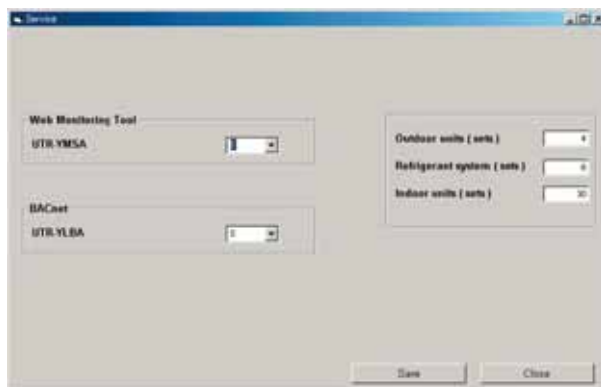 Service
Web Monitoring Tool
UTR-YMSA
BACnet
UTR-YLBA
Outdoor units ( sets )
Refrigerant system ( sets )
Indoor units ( sets ) 30
Save Close